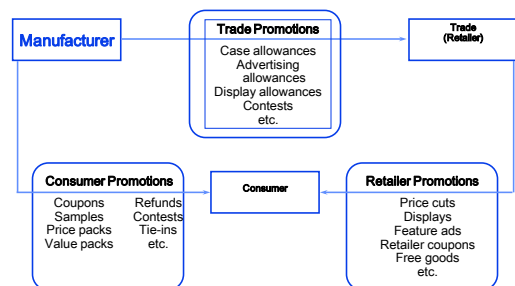 Manufacturer
Trade Promotions
Case allowances
Advertising
allowances
Display allowances
Contests
etc.
Trade
(Retailer)
Consumer Promotions
Coupons Refunds
Samples Contests
Price packs Tie-ins
Value packs etc.
Consumer
Retailer Promotions
Price cuts
Displays
Feature ads
Retailer coupons
Free goods
etc.